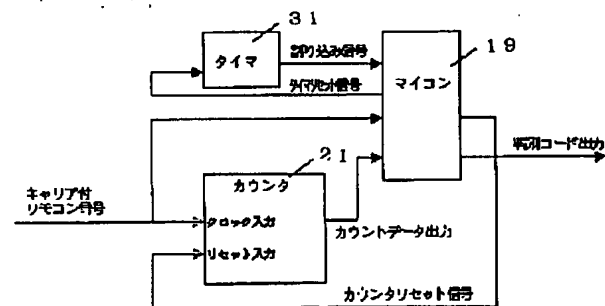 31
タイマ
割り込み信号
タイマリセット信号
マイコン
19
判別コード出力
21
カウンタ
キャリア付
リモコン信号
クロック入力
リセット入力
カウントデータ出力
カウンタリセット信号